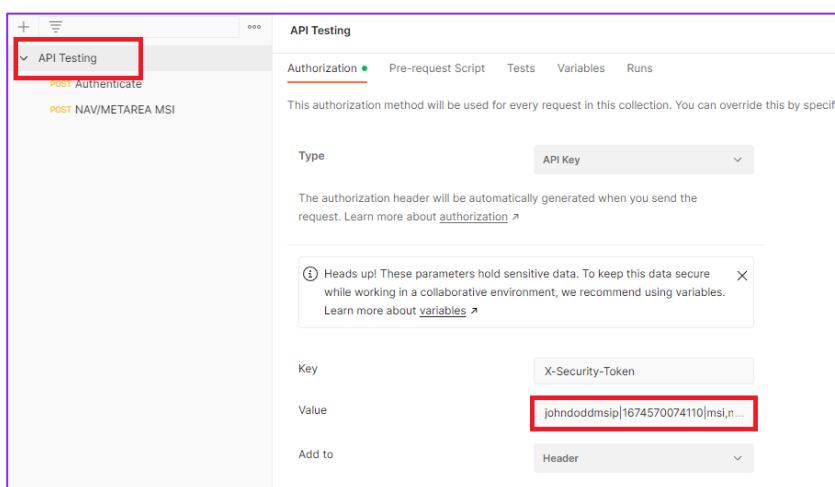 API Testing
API Testing
POST Authenticate
POST NAV/METAREA MSI
Authorization
Pre-request Script
Tests
Variables
Runs
This authorization method will be used for every request in this collection. You can override this by specif
Type
API Key
The authorization header will be automatically generated when you send the
request. Learn more about authorization ↗
Heads up! These parameters hold sensitive data. To keep this data secure
while working in a collaborative environment, we recommend using variables.
Learn more about variables ↗
Key
X-Security-Token
Value
johndoddmsip|1674570074110|msi,n...
Add to
Header